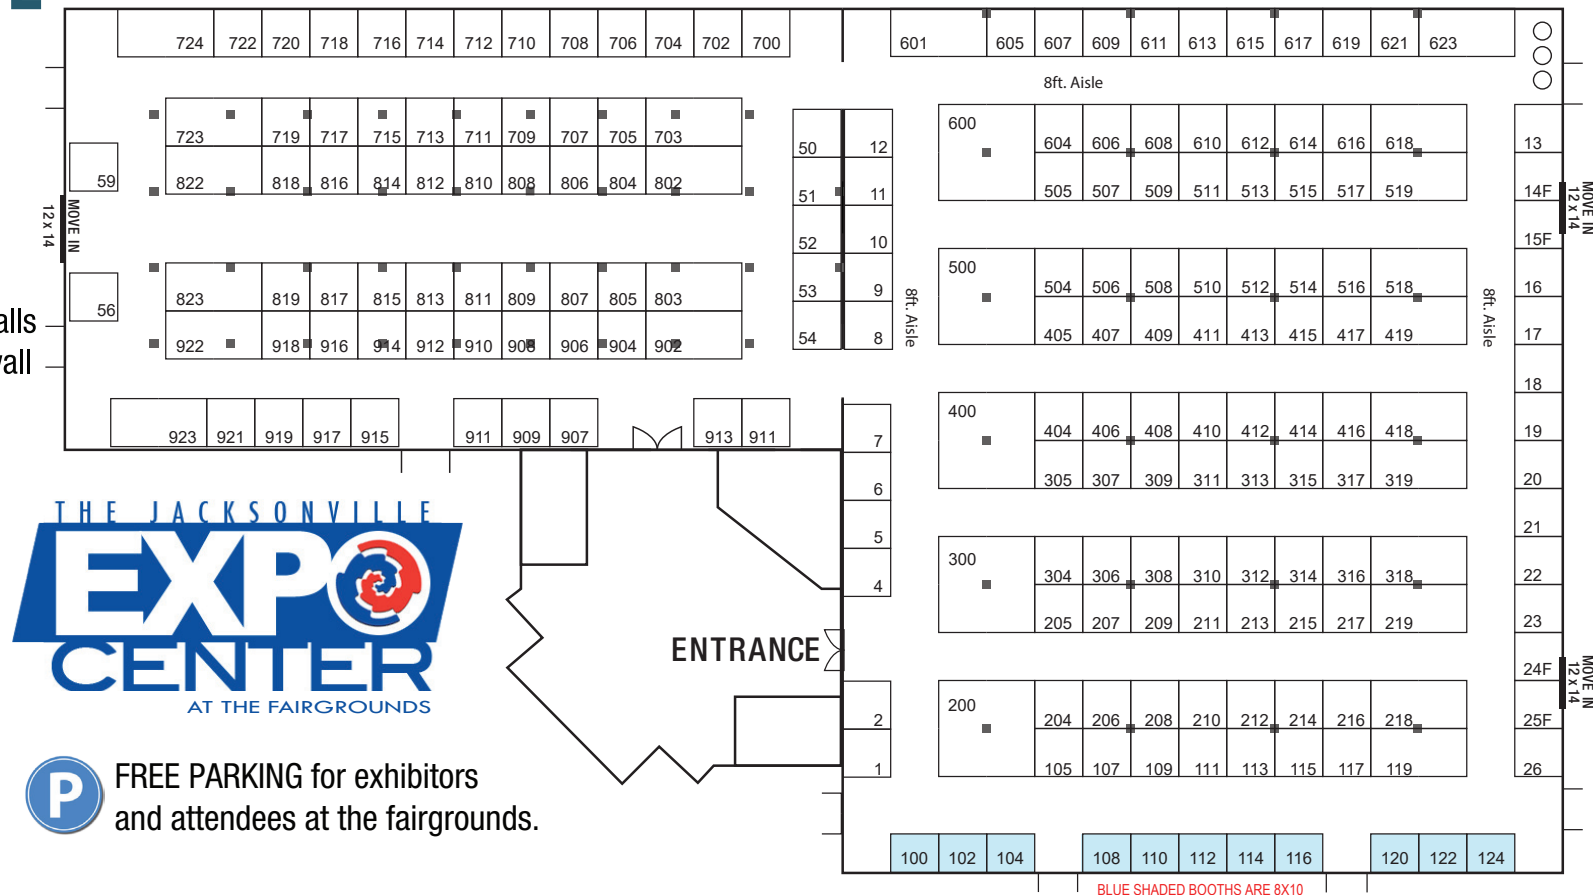 724 722 720 718 716 714 712 710 708 706 704 702 700
601 605 607 609 611 613 615 617 619 621 623
8ft. Aisle
723 719 717 715 713 711 709 707 705 703
822 818 816 814 812 810 808 806 804 802
59
MOVE IN
12 x 14
56
823 819 817 815 813 811 809 807 805 803
922 918 916 914 912 910 908 906 904 902
alls
wall
923 921 919 917 915 911 909 907 913 911
50 12
51 11
52 10
53 9
54 8
8ft. Aisle
7
6
5
4
2
1
600 604 606 608 610 612 614 616 618
505 507 509 511 513 515 517 519
500 504 506 508 510 512 514 516 518
405 407 409 411 413 415 417 419
400 404 406 408 410 412 414 416 418
305 307 309 311 313 315 317 319
300 304 306 308 310 312 314 316 318
205 207 209 211 213 215 217 219
200 204 206 208 210 212 214 216 218
105 107 109 111 113 115 117 119
8ft. Aisle
13
14F
15F
16
17
18
19
20
21
22
23
24F
25F
26
MOVE IN
12 x 14
MOVE IN
12 x 14
THE JACKSONVILLE
EXPO
CENTER
AT THE FAIRGROUNDS
ENTRANCE
P
FREE PARKING for exhibitors
and attendees at the fairgrounds.
100 102 104 108 110 112 114 116 120 122 124
BLUE SHADED BOOTHS ARE 8X10